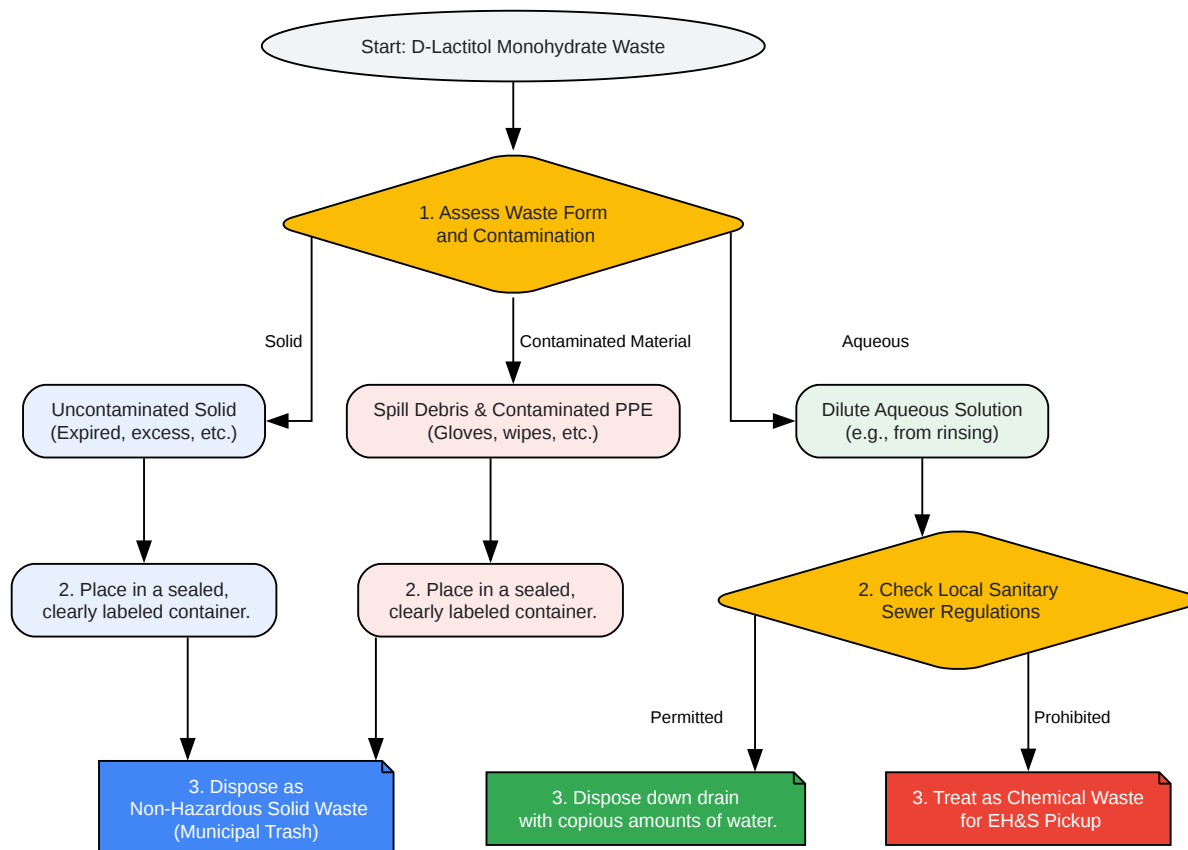 Start: D-Lactitol Monohydrate Waste
1. Assess Waste Form
and Contamination
Solid
Contaminated Material
Aqueous
Uncontaminated Solid
(Expired, excess, etc.)
Spill Debris & Contaminated PPE
(Gloves, wipes, etc.)
Dilute Aqueous Solution
(e.g., from rinsing)
2. Place in a sealed,
clearly labeled container.
2. Place in a sealed,
clearly labeled container.
2. Check Local Sanitary
Sewer Regulations
Permitted
Prohibited
3. Dispose as
Non-Hazardous Solid Waste
(Municipal Trash)
3. Dispose down drain
with copious amounts of water.
3. Treat as Chemical Waste
for EH&S Pickup